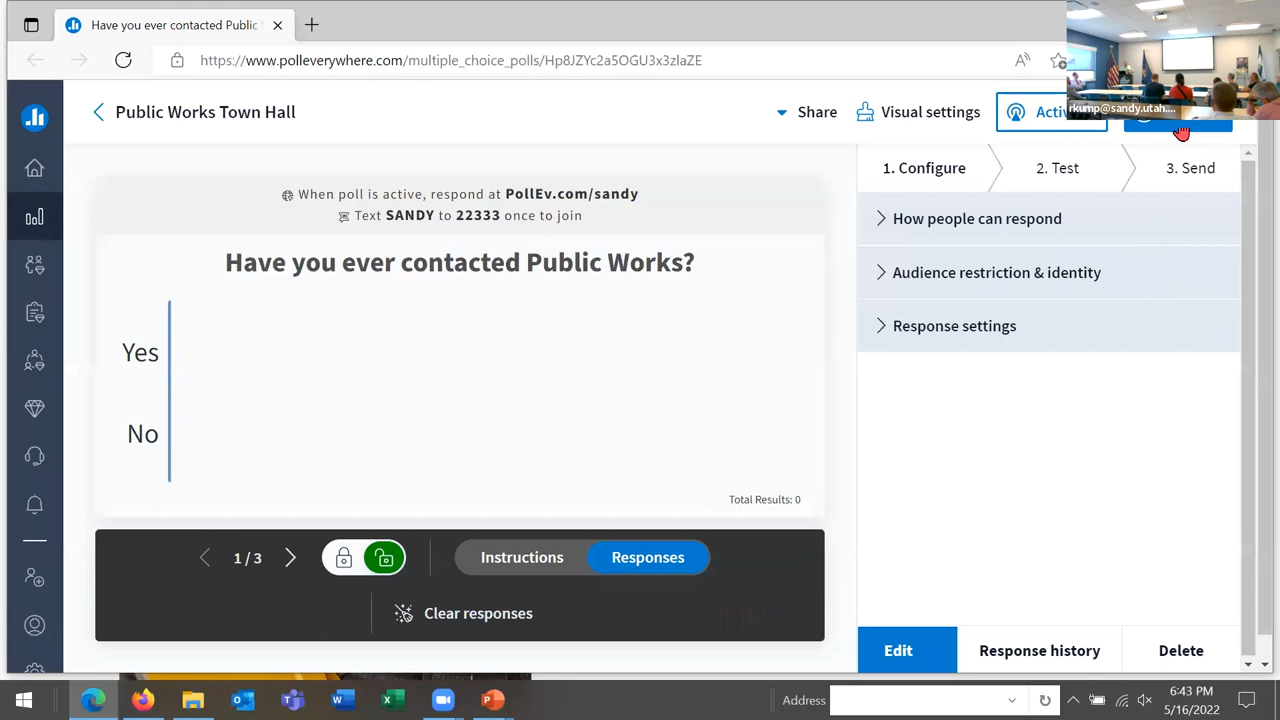 Have you ever contacted Public
https://www.polleverywhere.com/multiple_choice_polls/Hp8JZYc2a5OGU3x3zlaZE
rkump@sandy.utah....
Public Works Town Hall
Share
Visual settings
Activ
1. Configure
2. Test
3. Send
When poll is active, respond at PollEv.com/sandy
Text SANDY to 22333 once to join
Have you ever contacted Public Works?
Yes
No
Total Results: 0
How people can respond
Audience restriction & identity
Response settings
1 / 3
Instructions
Responses
Clear responses
Edit
Response history
Delete
Address
6:43 PM
5/16/2022